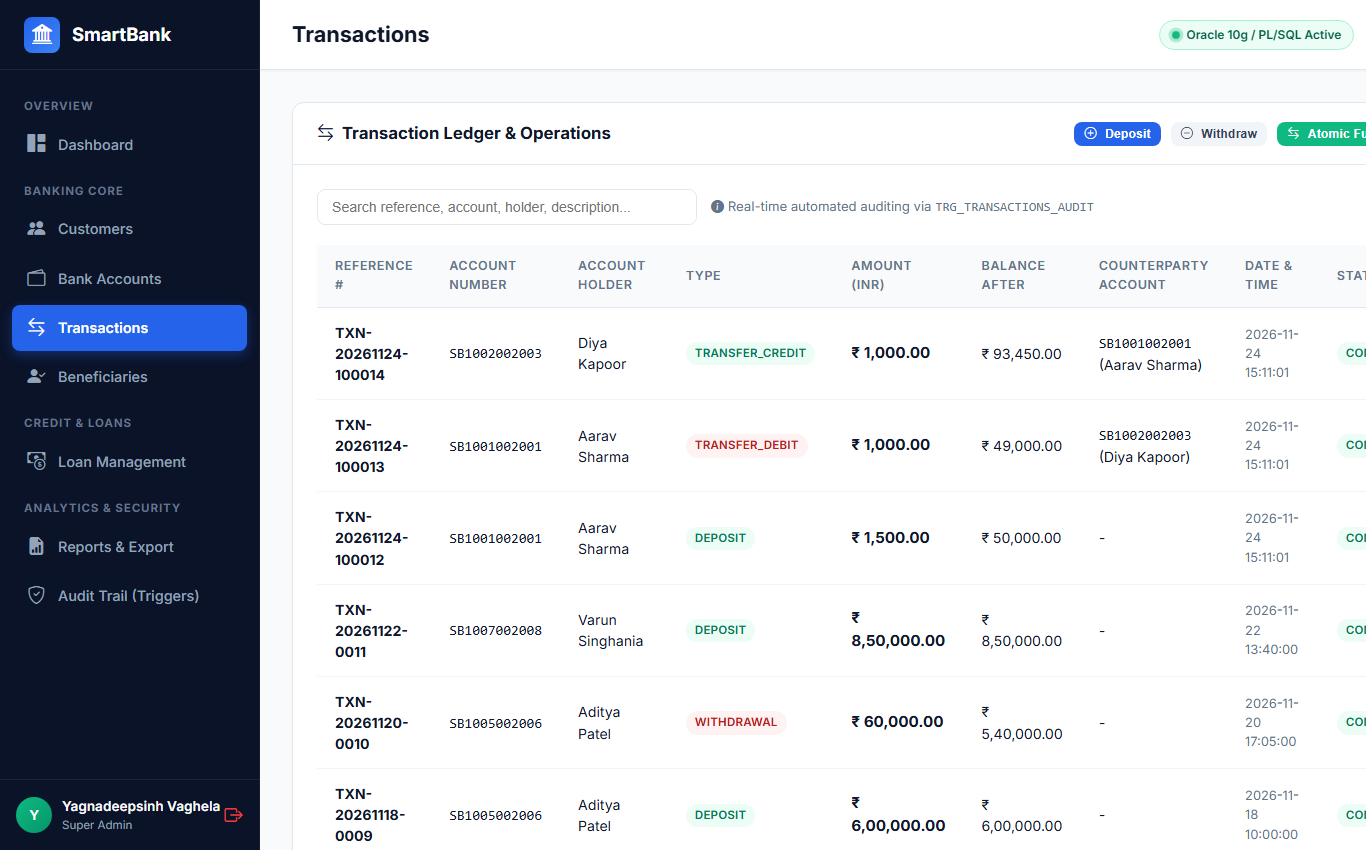 SmartBank
Transactions
Oracle 10g / PL/SQL Active
OVERVIEW
Dashboard
BANKING CORE
Customers
Bank Accounts
Transactions
Beneficiaries
CREDIT & LOANS
Loan Management
ANALYTICS & SECURITY
Reports & Export
Audit Trail (Triggers)
Y
Yagnadeepsinh Vaghela
Super Admin
Transaction Ledger & Operations
Deposit
Withdraw
Atomic
Search reference, account, holder, description...
Real-time automated auditing via TRG_TRANSACTIONS_AUDIT
REFERENCE
#
ACCOUNT
NUMBER
ACCOUNT
HOLDER
TYPE
AMOUNT
(INR)
BALANCE
AFTER
COUNTERPARTY
ACCOUNT
DATE &
TIME
TXN-
20261124-
100014
SB1002002003
Diya
Kapoor
TRANSFER_CREDIT
₹ 1,000.00
₹ 93,450.00
SB1001002001
(Aarav Sharma)
2026-11-
24
15:11:01
TXN-
20261124-
100013
SB1001002001
Aarav
Sharma
TRANSFER_DEBIT
₹ 1,000.00
₹ 49,000.00
SB1002002003
(Diya Kapoor)
2026-11-
24
15:11:01
TXN-
20261124-
100012
SB1001002001
Aarav
Sharma
DEPOSIT
₹ 1,500.00
₹ 50,000.00
-
2026-11-
24
15:11:01
TXN-
20261122-
0011
SB1007002008
Varun
Singhania
DEPOSIT
₹
8,50,000.00
₹
8,50,000.00
-
2026-11-
22
13:40:00
TXN-
20261120-
0010
SB1005002006
Aditya
Patel
WITHDRAWAL
₹ 60,000.00
₹
5,40,000.00
-
2026-11-
20
17:05:00
TXN-
20261118-
0009
SB1005002006
Aditya
Patel
DEPOSIT
₹
6,00,000.00
₹
6,00,000.00
-
2026-11-
18
10:00:00